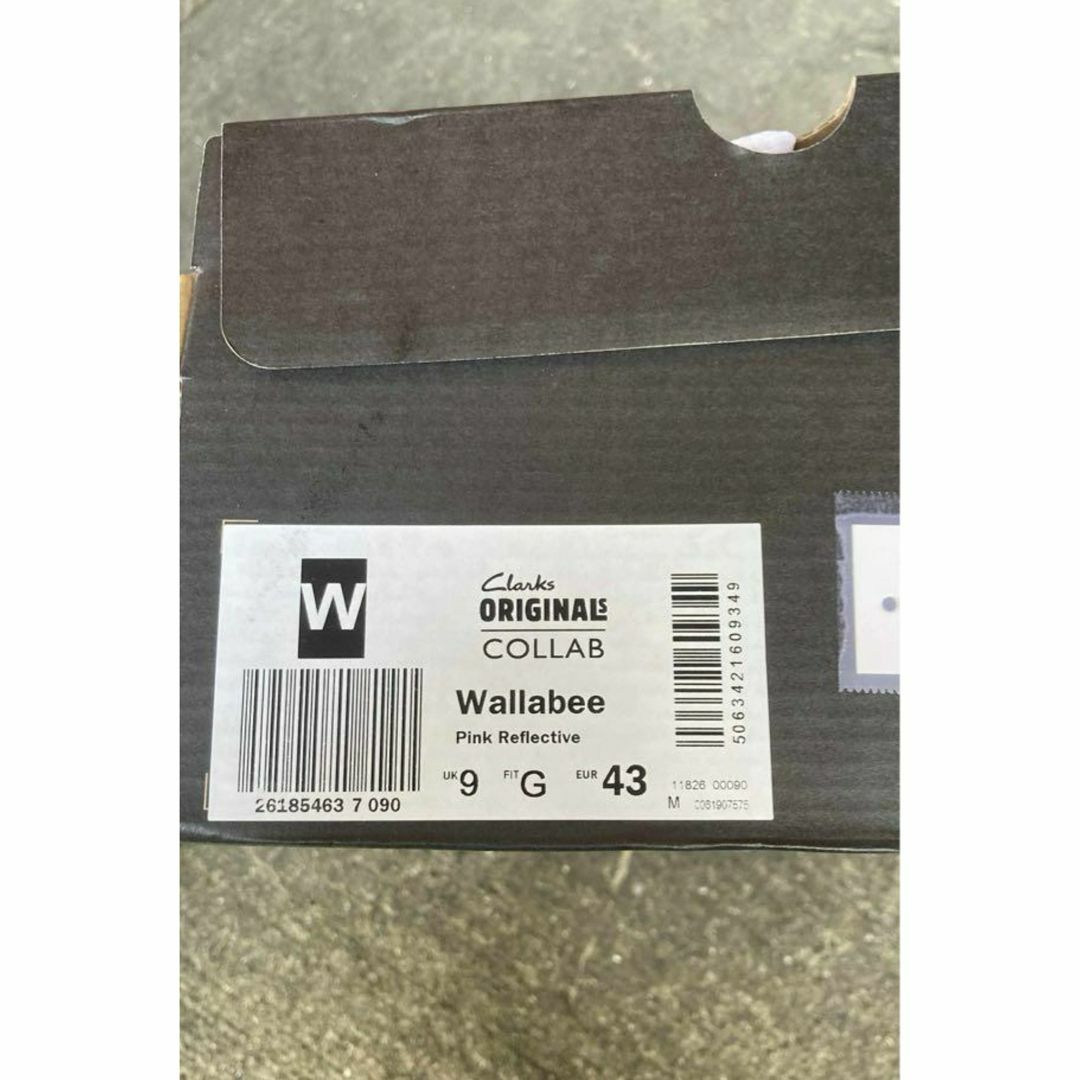 W
26185463 7 090
Clarks
ORIGINALS
COLLAB
Wallabee
Pink Reflective
UK 9 FIT G EUR 43
5063421609349
11826 00090
M